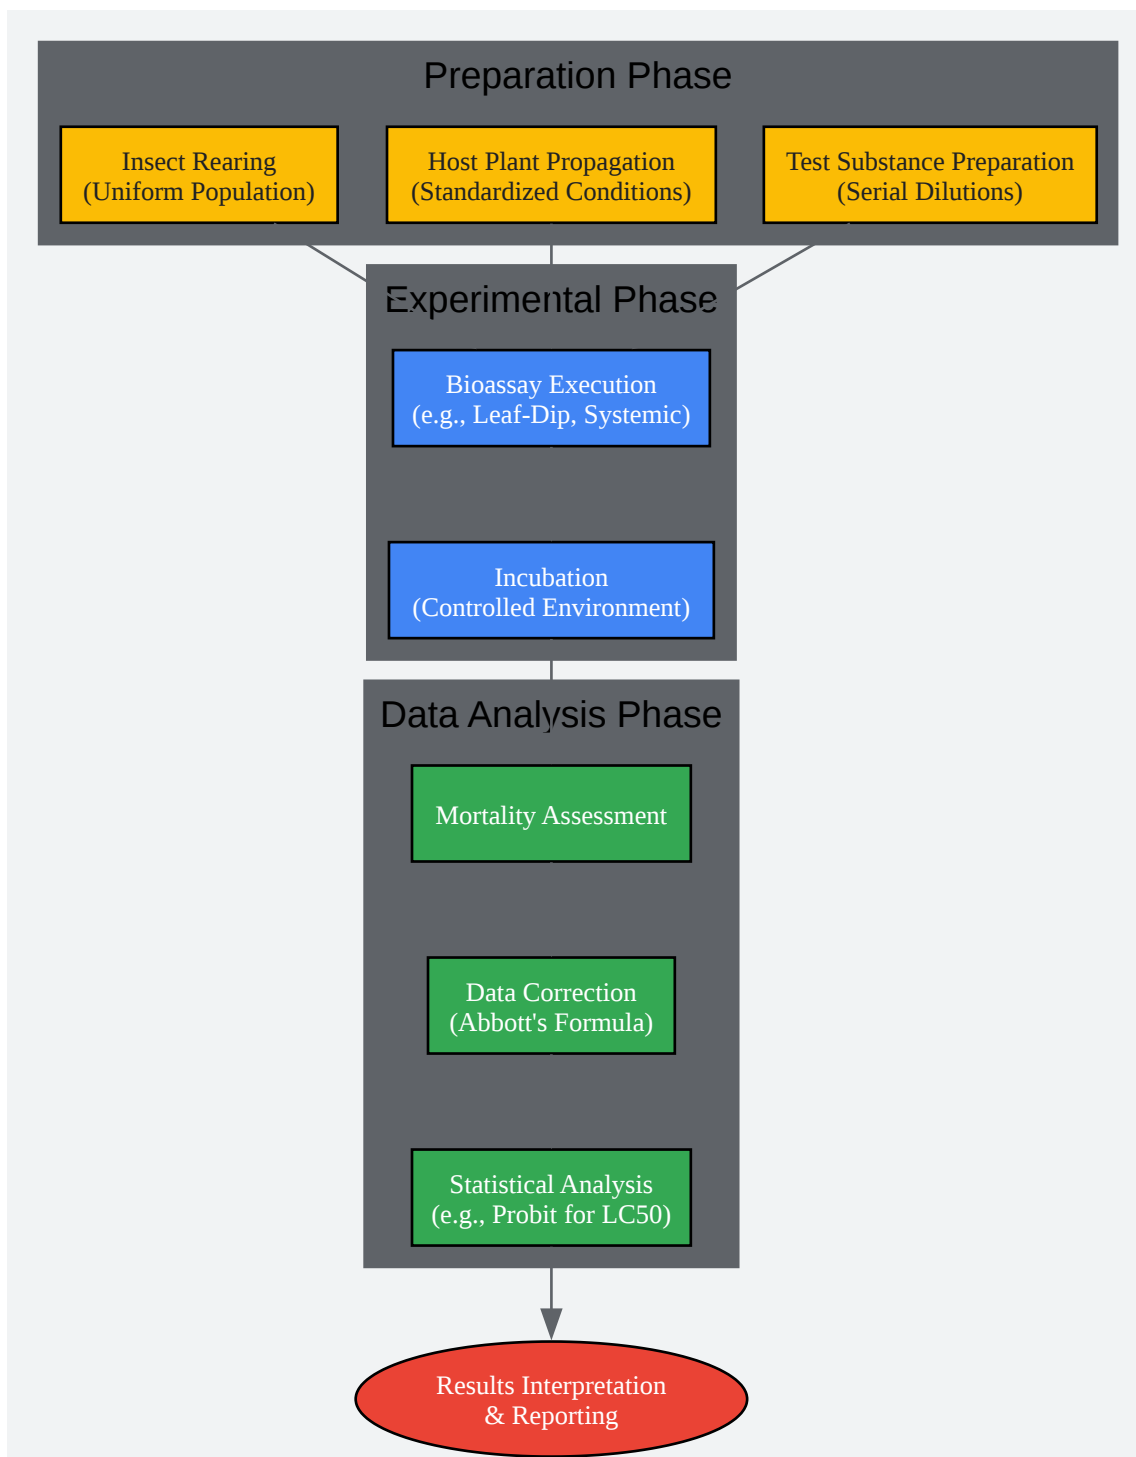 Preparation Phase
Insect Rearing
(Uniform Population)
Host Plant Propagation
(Standardized Conditions)
Test Substance Preparation
(Serial Dilutions)
Experimental Phase
Bioassay Execution
(e.g., Leaf-Dip, Systemic)
Incubation
(Controlled Environment)
Data Analysis Phase
Mortality Assessment
Data Correction
(Abbott's Formula)
Statistical Analysis
(e.g., Probit for LC50)
Results Interpretation
& Reporting